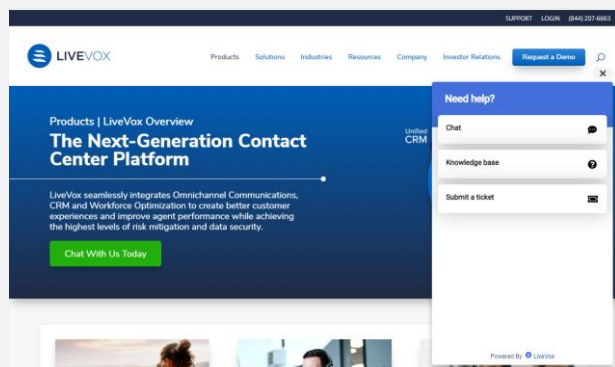 SUPPORT LOGIN (844) 207-6663
LIVEVOX
Products Solutions Industries Resources Company Investor Relations Request a Demo
Need help?
Chat
Knowledge base
Submit a ticket
Powered By LiveVox
Products | LiveVox Overview
The Next-Generation Contact
Center Platform
LiveVox seamlessly integrates Omnichannel Communications,
CRM and Workforce Optimization to create better customer
experiences and improve agent performance while achieving
the highest levels of risk mitigation and data security.
Chat With Us Today
Unified
CRM